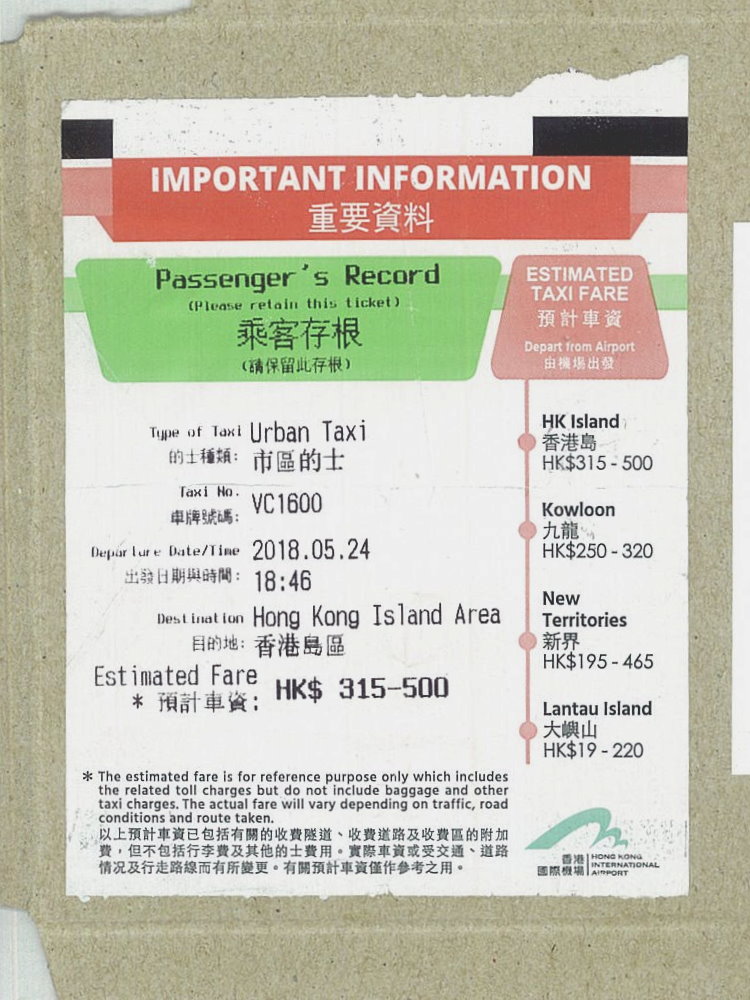 IMPORTANT INFORMATION
重要資料
Passenger's Record
(Please retain this ticket)
乘客存根
(請保留此存根)
ESTIMATED
TAXI FARE
預計車資
Depart from Airport
由機場出發
Type of Taxi Urban Taxi
的士種類: 市區的士
Taxi No. VC1600
車牌號碼:
Departure Date/Time 2018.05.24
出發日期與時間: 18:46
Destination Hong Kong Island Area
目的地: 香港島區
Estimated Fare
* 預計車資: HK$ 315-500
HK Island
香港島
HK$315 - 500
Kowloon
九龍
HK$250 - 320
New
Territories
新界
HK$195 - 465
Lantau Island
大嶼山
HK$19 - 220
* The estimated fare is for reference purpose only which includes
the related toll charges but do not include baggage and other
taxi charges. The actual fare will vary depending on traffic, road
conditions and route taken.
以上預計車資已包括有關的收費隧道、收費道路及收費區的附加
費,但不包括行李費及其他的士費用。實際車資或受交通、道路
情況及行走路線而有所變更。有關預計車資僅作參考之用。
香港
國際機場
HONG KONG
INTERNATIONAL
AIRPORT